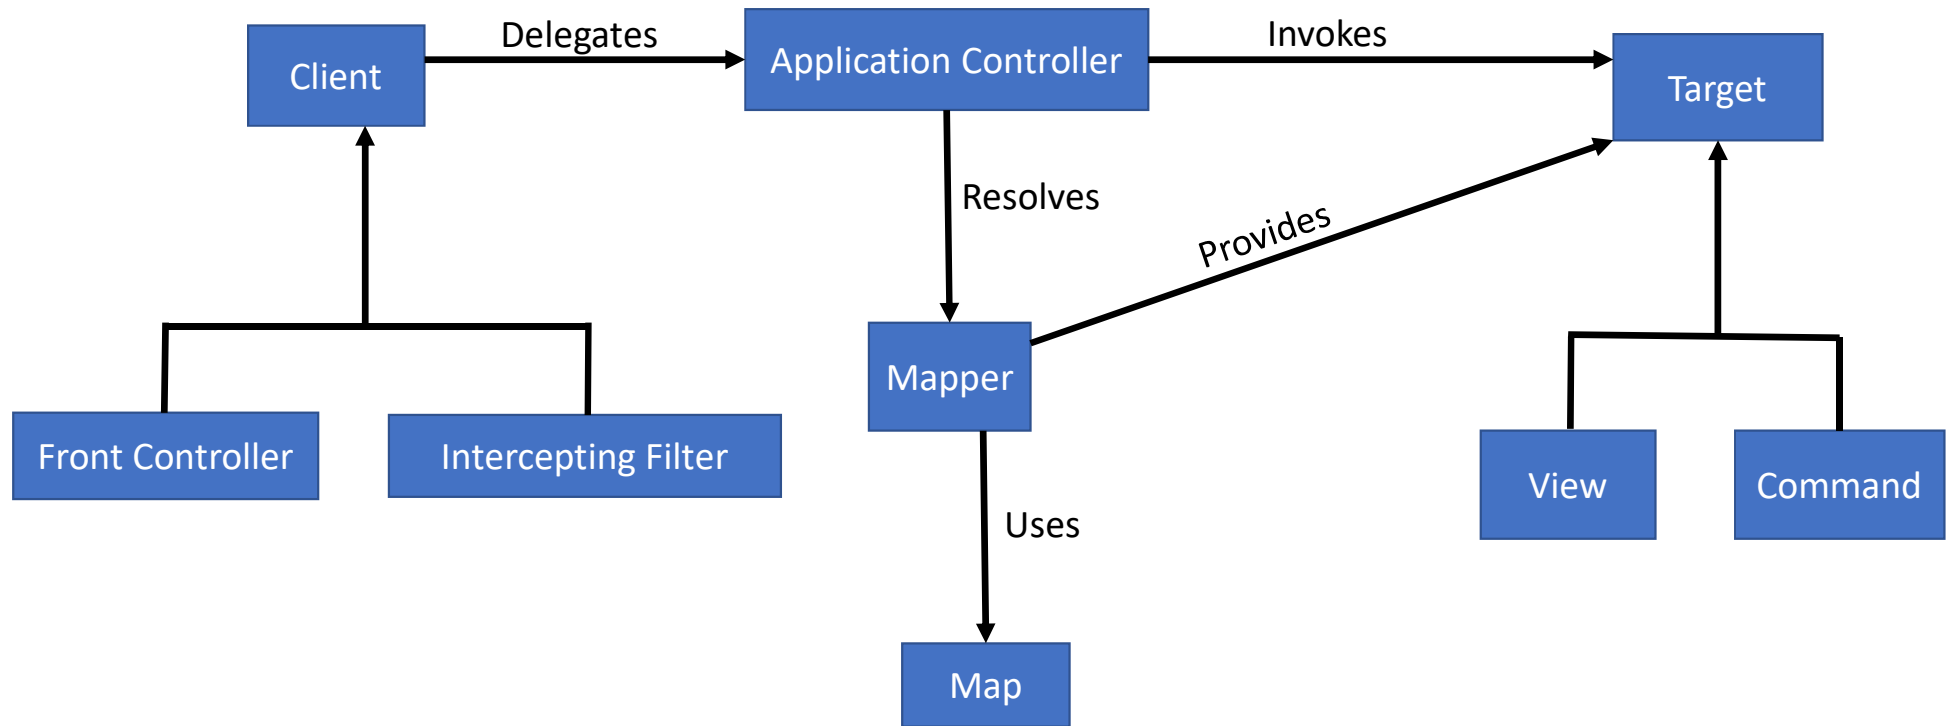 Delegates
Invokes
Client
Application Controller
Target
Resolves
Provides
Mapper
Front Controller
Intercepting Filter
View
Command
Uses
Map